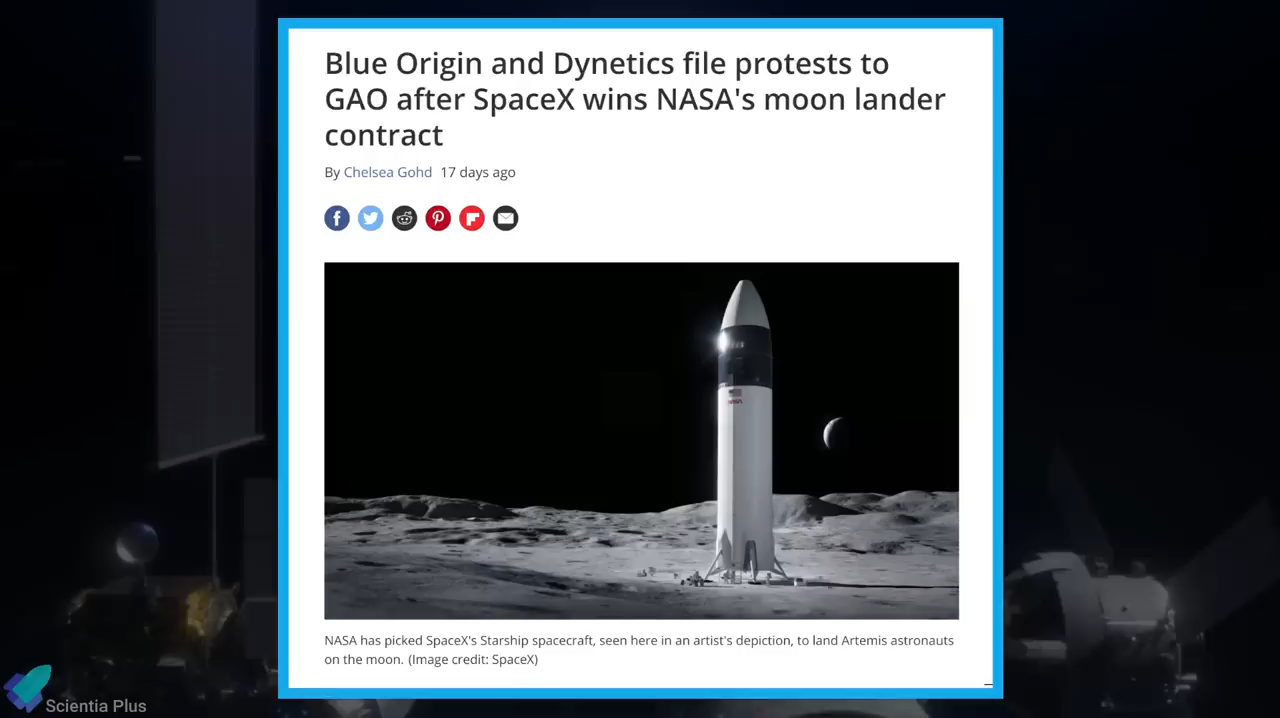 Blue Origin and Dynetics file protests to
GAO after SpaceX wins NASA's moon lander
contract
By Chelsea Gohd 17 days ago
NASA
NASA has picked SpaceX's Starship spacecraft, seen here in an artist's depiction, to land Artemis astronauts
on the moon. (Image credit: SpaceX)
Scientia Plus